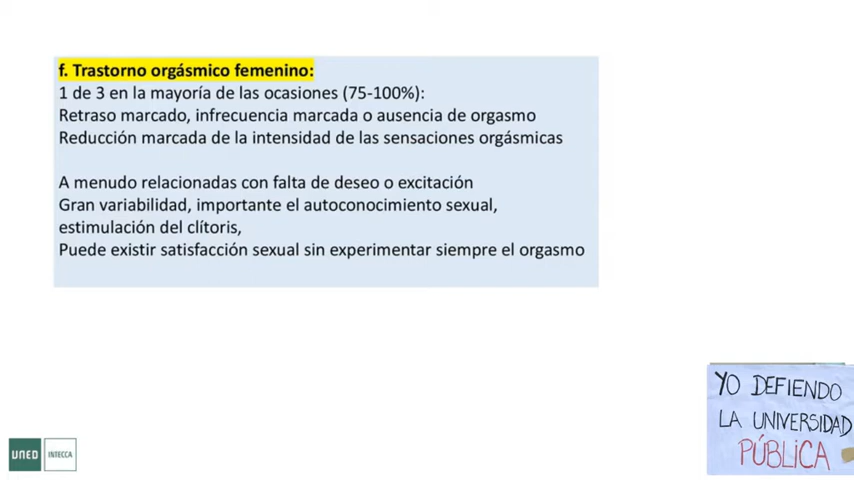 f. Trastorno orgásmico femenino:
1 de 3 en la mayoría de las ocasiones (75-100%):
Retraso marcado, infrecuencia marcada o ausencia de orgasmo
Reducción marcada de la intensidad de las sensaciones orgásmicas
A menudo relacionadas con falta de deseo o excitación
Gran variabilidad, importante el autoconocimiento sexual,
estimulación del clítoris,
Puede existir satisfacción sexual sin experimentar siempre el orgasmo
YO DEFIENDO
LA UNIVERSIDAD
PÚBLICA
UNED INTECCA